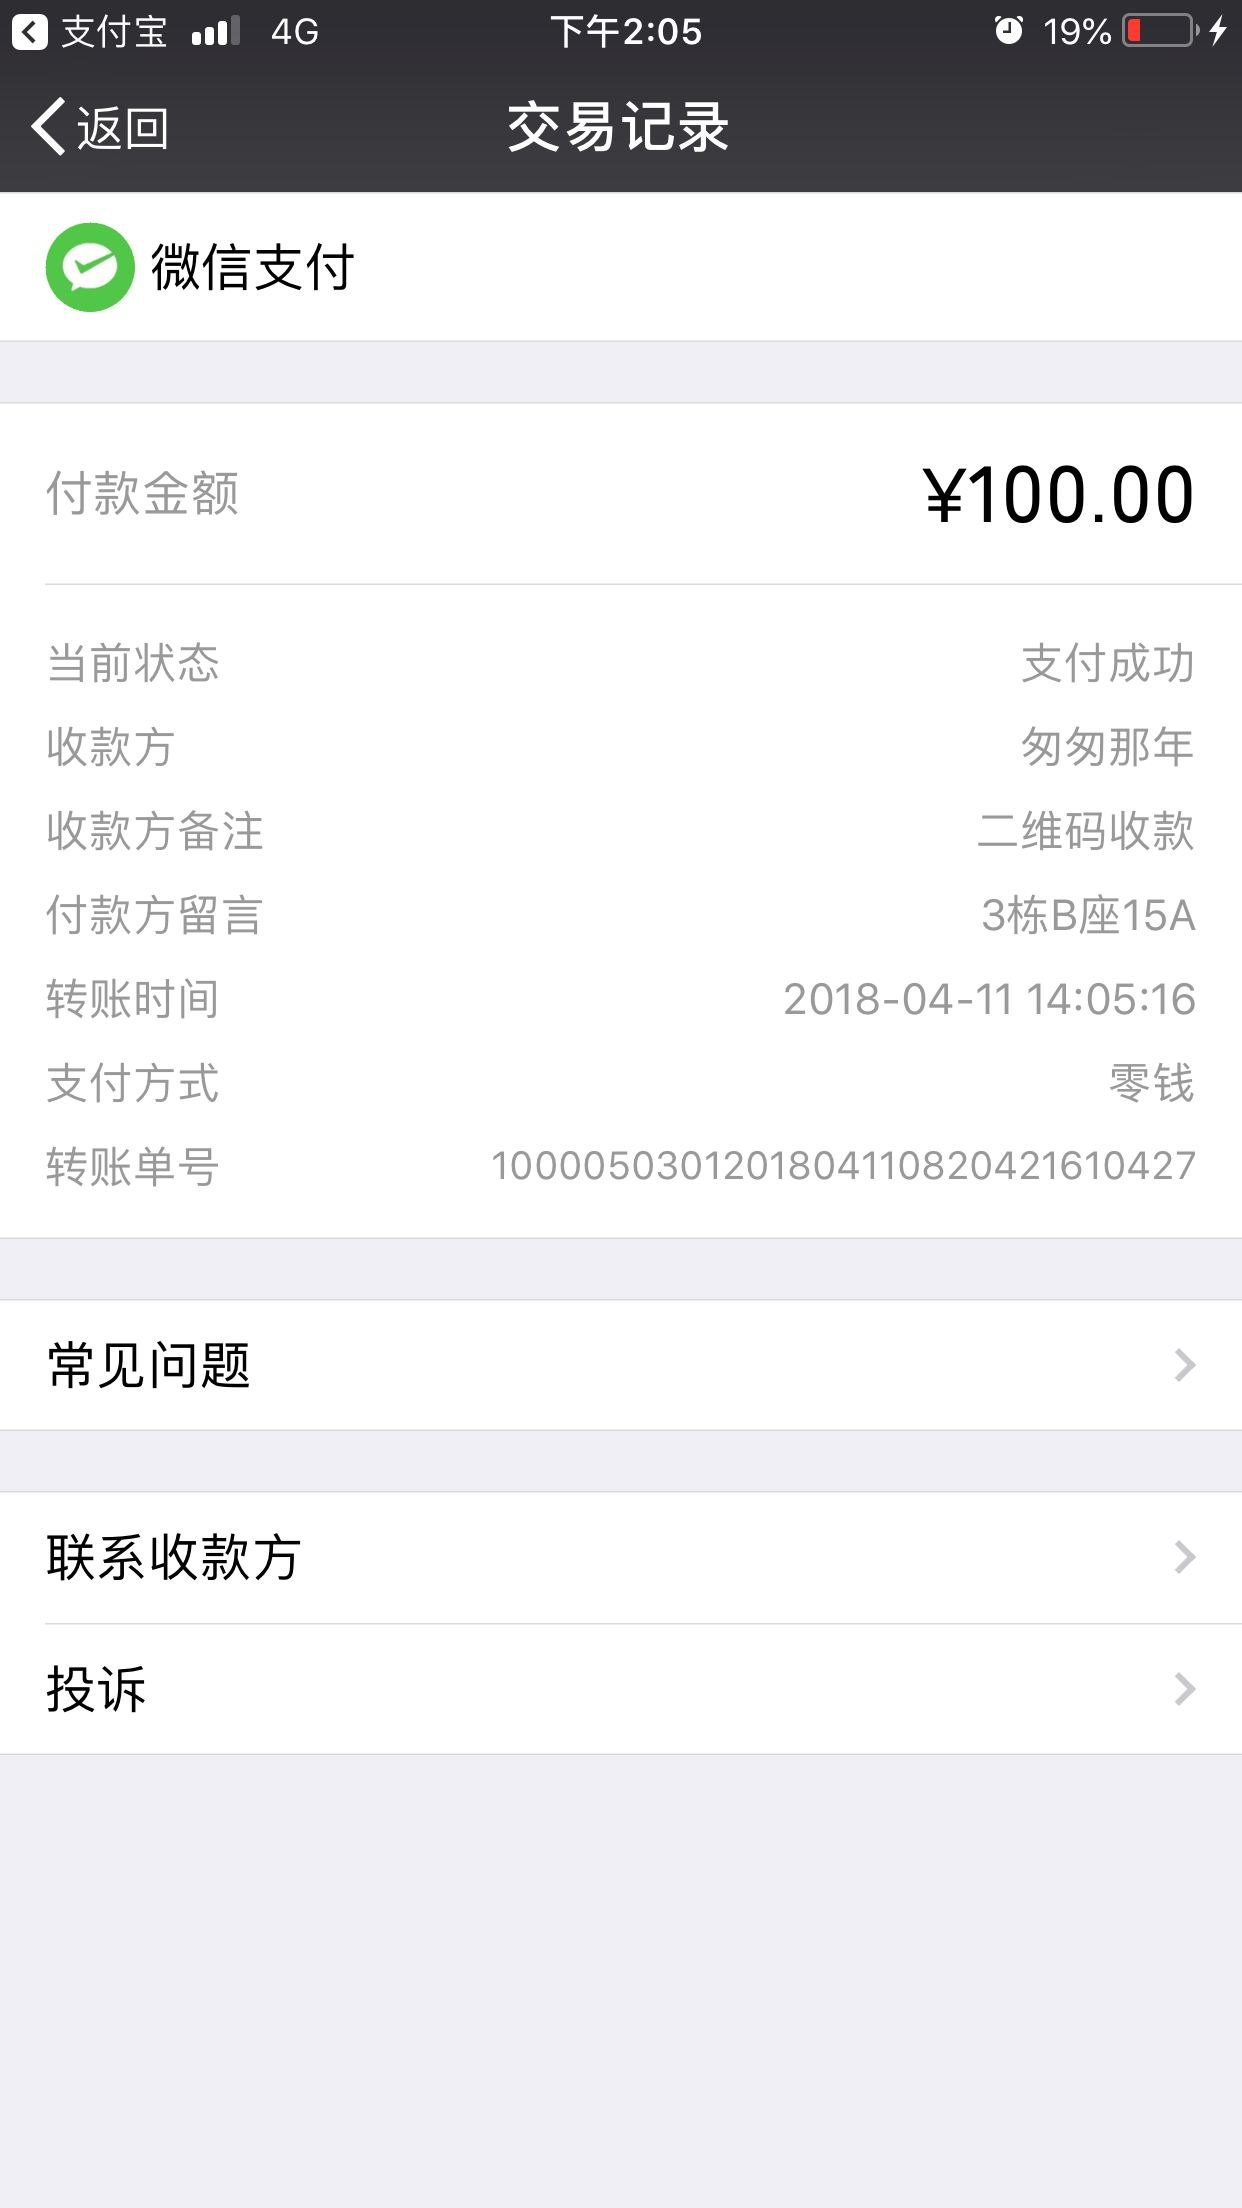 支付宝 4G 下午2:05 19%
返回 交易记录
微信支付
付款金额 ¥100.00
当前状态 支付成功
收款方 匆匆那年
收款方备注 二维码收款
付款方留言 3栋B座15A
转账时间 2018-04-11 14:05:16
支付方式 零钱
转账单号 1000050301201804110820421610427
常见问题
联系收款方
投诉